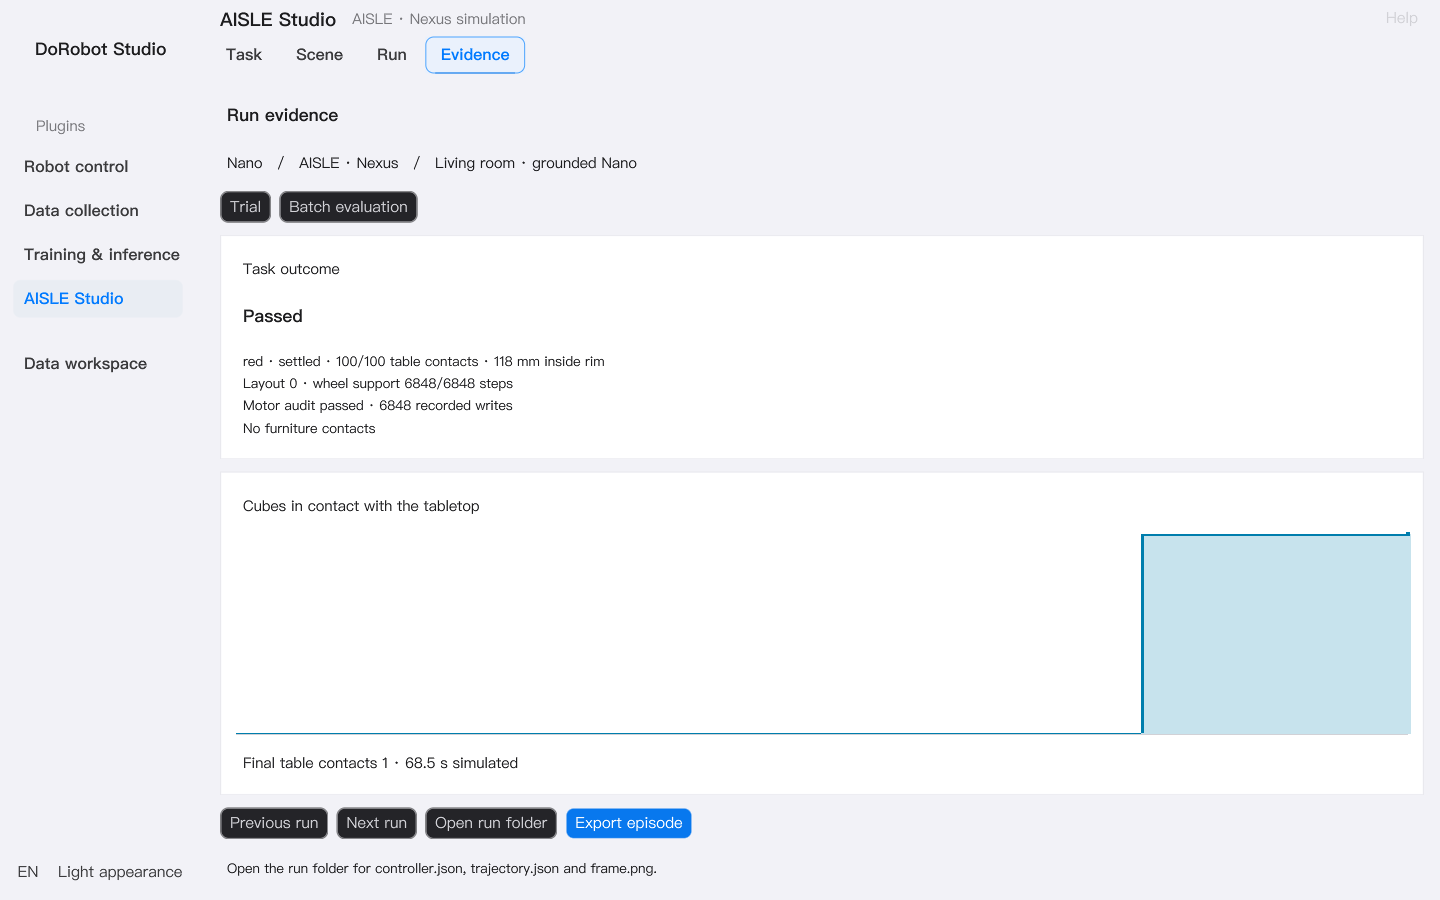 DoRobot Studio
Plugins
Robot control
Data collection
Training & inference
AISLE Studio
Data workspace
EN Light appearance
AISLE Studio AISLE · Nexus simulation
Help
Task Scene Run Evidence
Run evidence
Nano / AISLE · Nexus / Living room · grounded Nano
Trial Batch evaluation
Task outcome
Passed
red · settled · 100/100 table contacts · 118 mm inside rim
Layout 0 · wheel support 6848/6848 steps
Motor audit passed · 6848 recorded writes
No furniture contacts
Cubes in contact with the tabletop
Final table contacts 1 · 68.5 s simulated
Previous run Next run Open run folder Export episode
Open the run folder for controller.json, trajectory.json and frame.png.